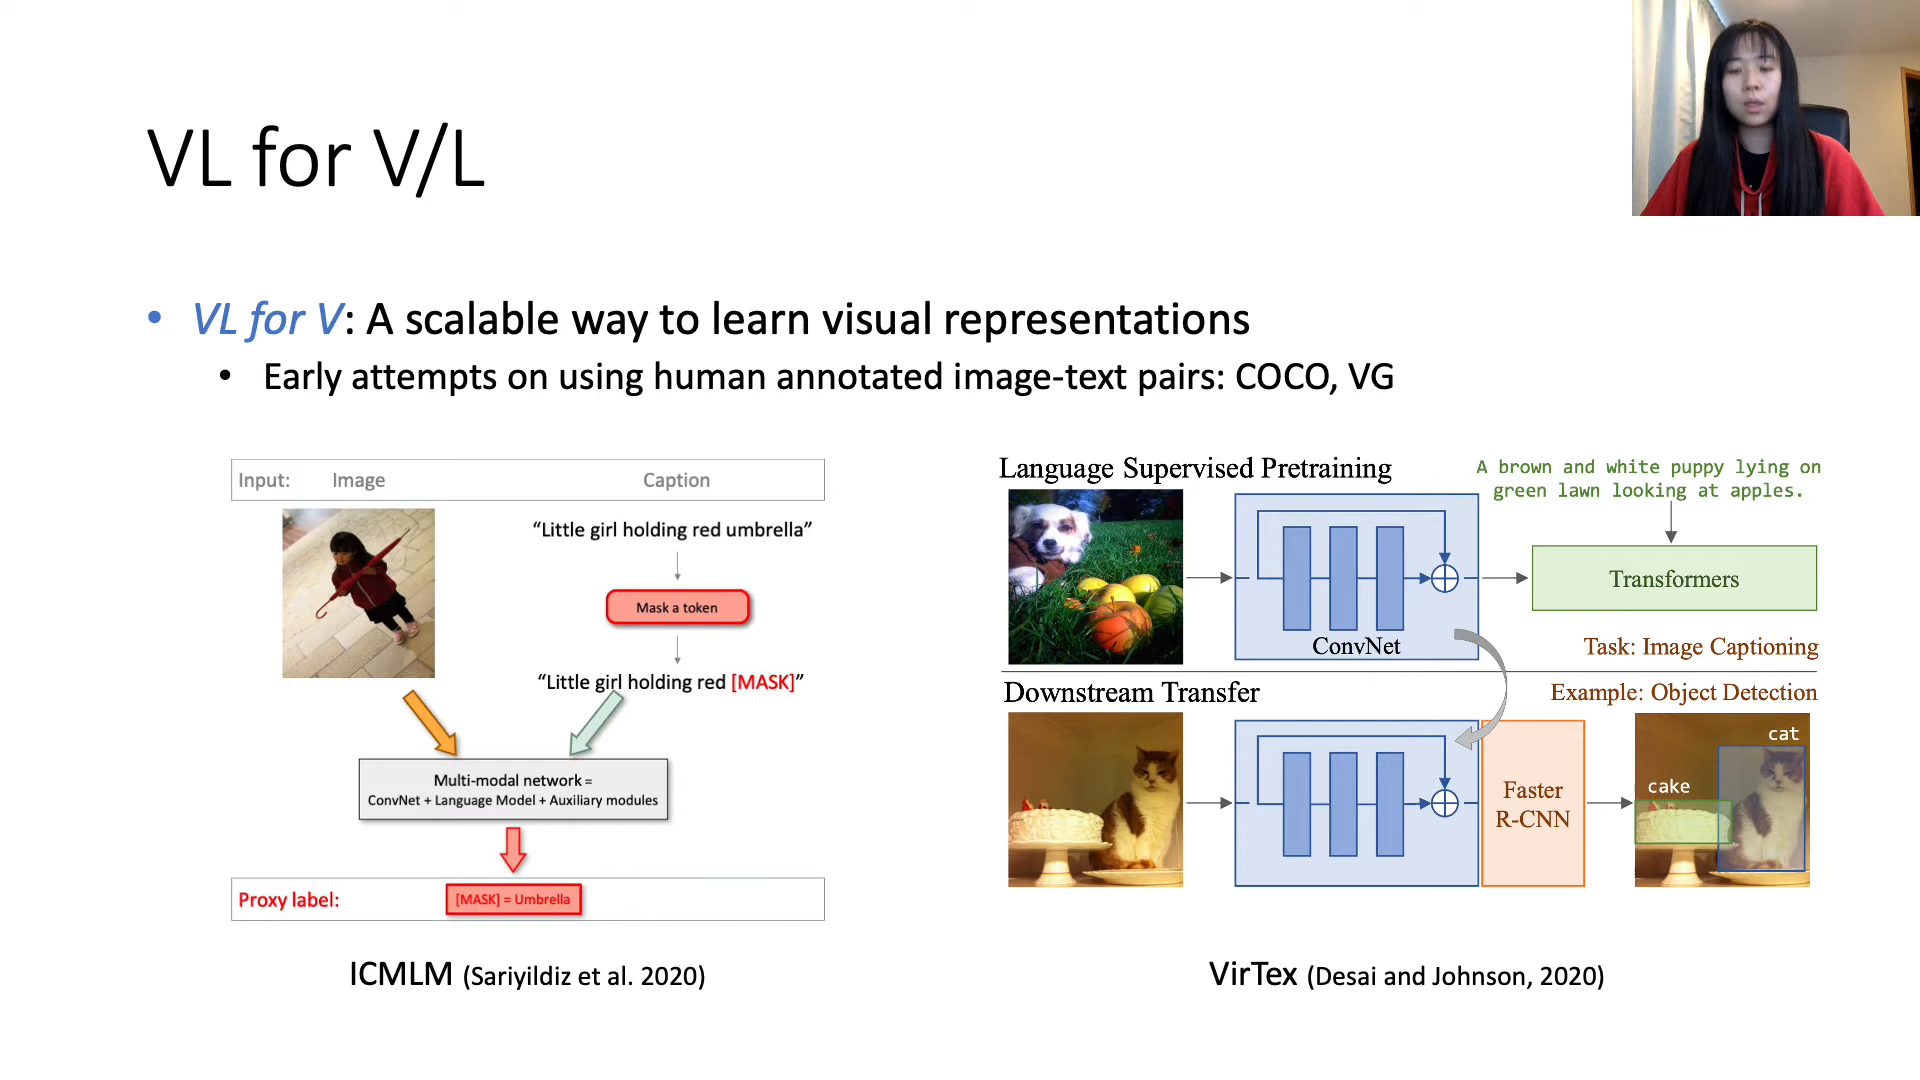 VL for V/L
• VL for V: A scalable way to learn visual representations
• Early attempts on using human annotated image-text pairs: COCO, VG
Input: Image Caption
“Little girl holding red umbrella”
Mask a token
“Little girl holding red [MASK]”
Multi-modal network =
ConvNet + Language Model + Auxiliary modules
Proxy label: [MASK] = Umbrella
ICMLM (Sariyildiz et al. 2020)
Language Supervised Pretraining
A brown and white puppy lying on
green lawn looking at apples.
Transformers
ConvNet
Task: Image Captioning
Downstream Transfer
Example: Object Detection
Faster
R-CNN
cat
cake
VirTex (Desai and Johnson, 2020)